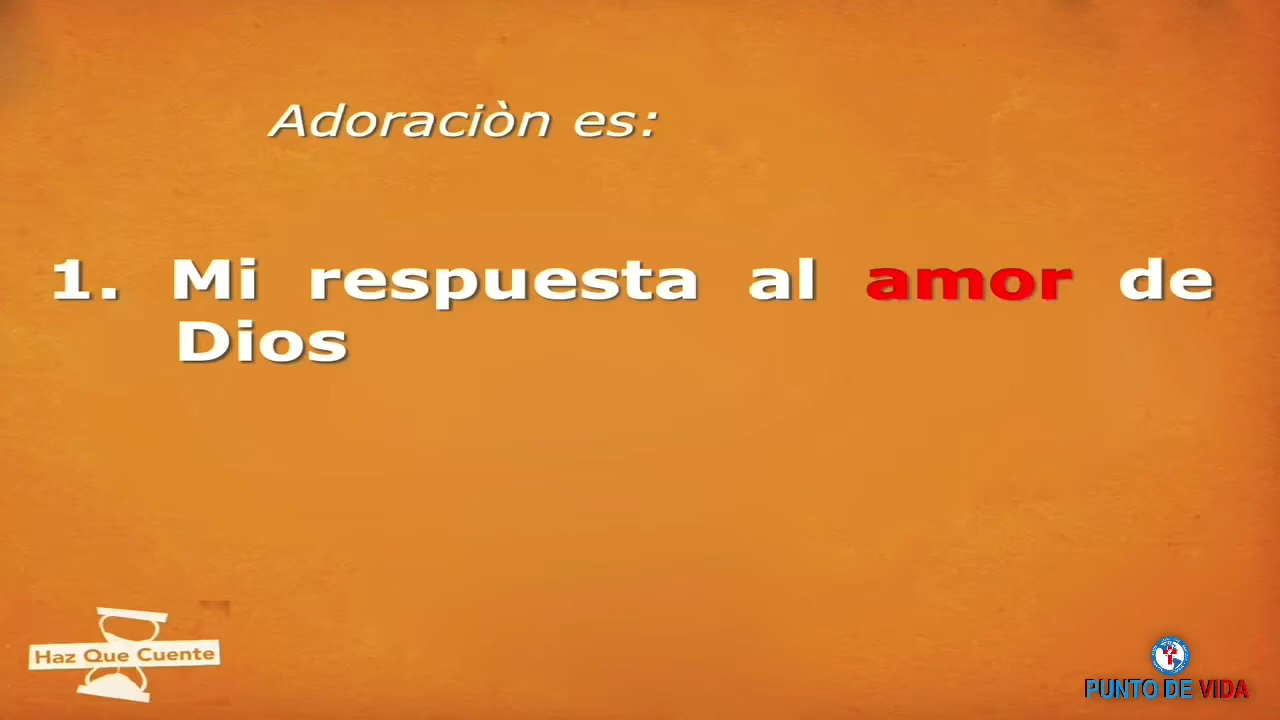 Adoraciòn es:
1. Mi respuesta al amor de
Dios
Haz Que Cuente
PUNTO DE VIDA